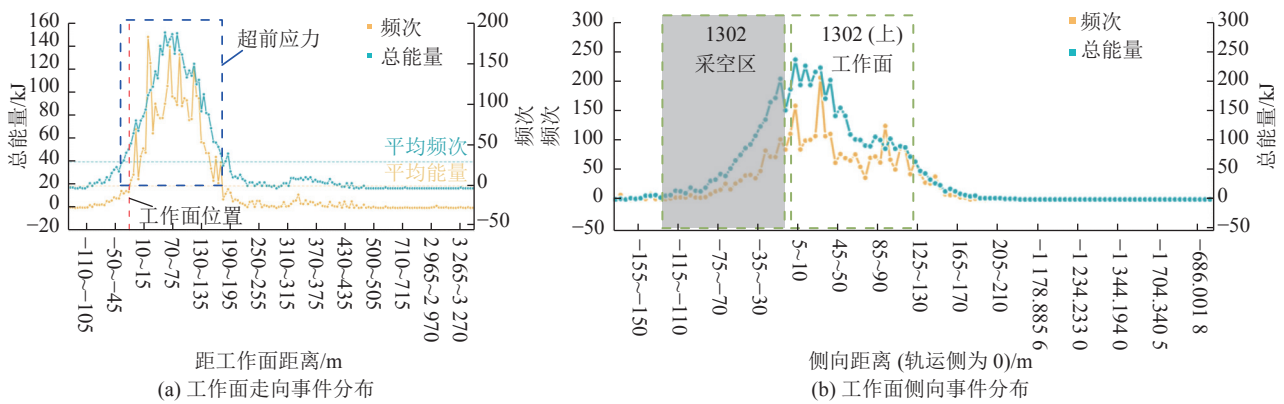 160
140
120
100
80
60
40
20
0
−20
总能量/kJ
200
150
100
50
0
−50
频次
超前应力
频次
总能量
平均频次
平均能量
工作面位置
−110~−105
−50~−45
10~15
70~75
130~135
190~195
250~255
310~315
370~375
430~435
500~505
710~715
2 965~2 970
3 265~3 270
距工作面距离/m
(a) 工作面走向事件分布
300
250
200
150
100
50
0
−50
频次
1302
采空区
1302 (上)
工作面
频次
总能量
300
250
200
150
100
50
0
−50
总能量/kJ
−155~−150
−115~−110
−75~−70
−35~−30
5~10
45~50
85~90
125~130
165~170
205~210
−1 178.885 6
−1 234.233 0
−1 344.194 0
−1 704.340 5
−686.001 8
侧向距离 (轨运侧为 0)/m
(b) 工作面侧向事件分布